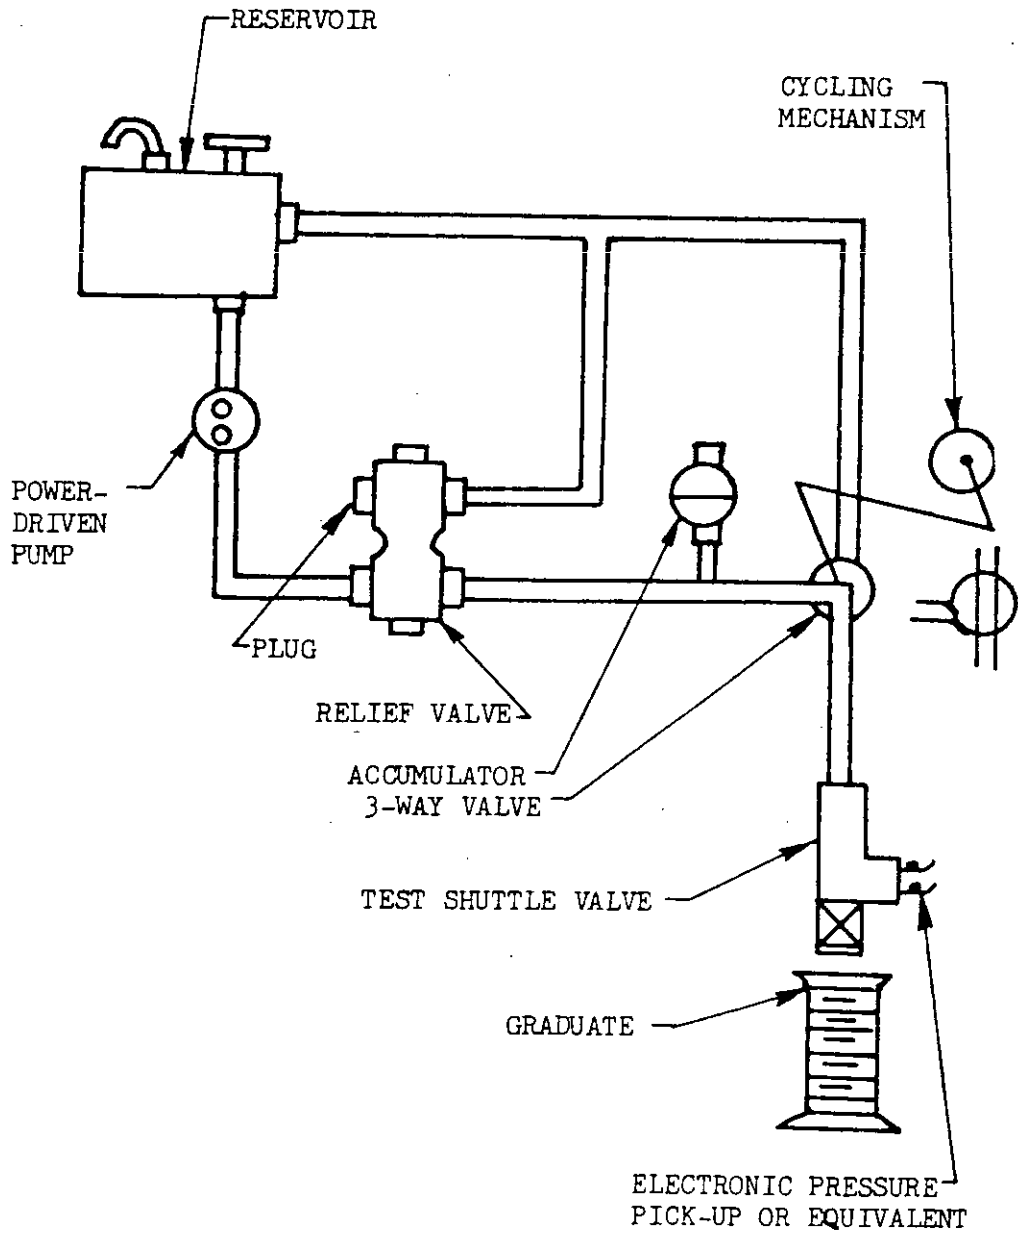 RESERVOIR
CYCLING
MECHANISM
POWER-
DRIVEN
PUMP
PLUG
RELIEF VALVE
ACCUMULATOR
3-WAY VALVE
TEST SHUTTLE VALVE
GRADUATE
ELECTRONIC PRESSURE
PICK-UP OR EQUIVALENT